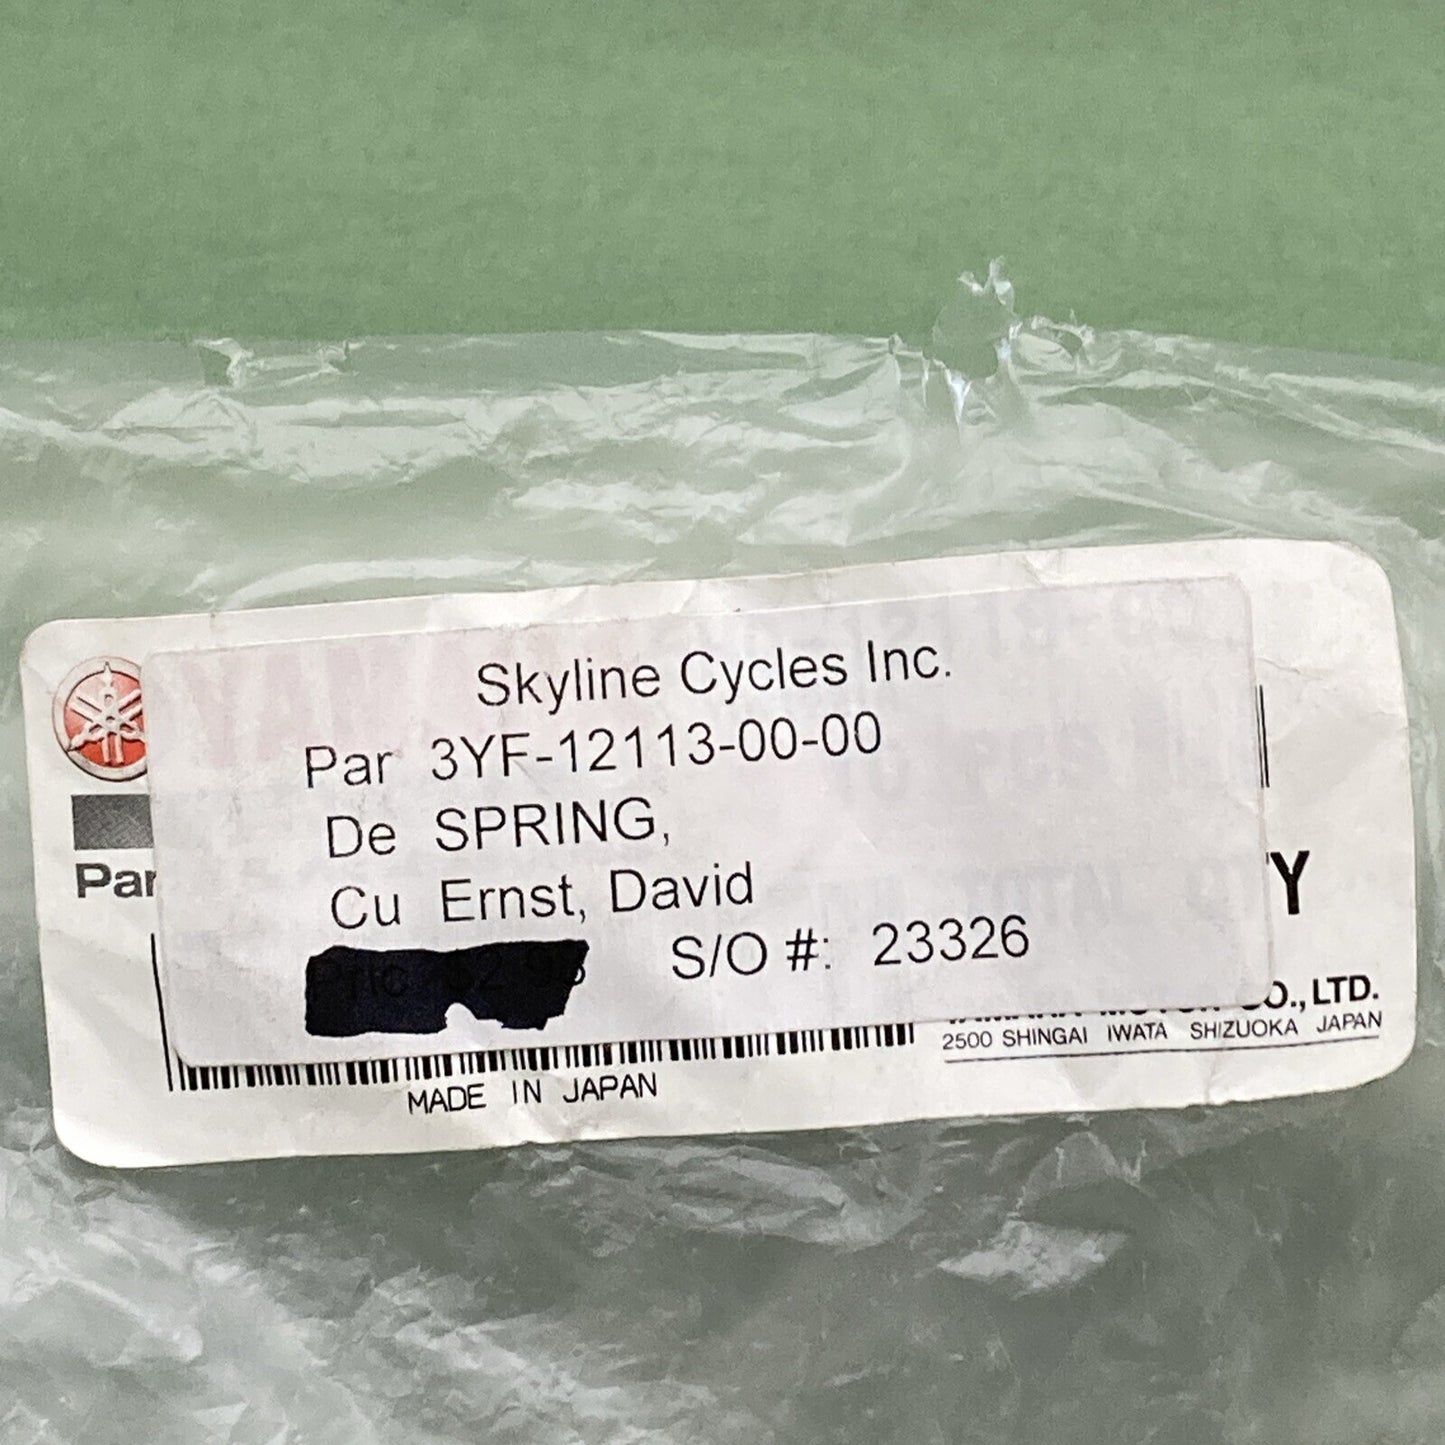 Skyline Cycles Inc.
Par 3YF-12113-00-00
De SPRING,
Cu Ernst, David
S/O #: 23326
Par
Y
CO., LTD.
2500 SHINGAI IWATA SHIZUOKA JAPAN
MADE IN JAPAN